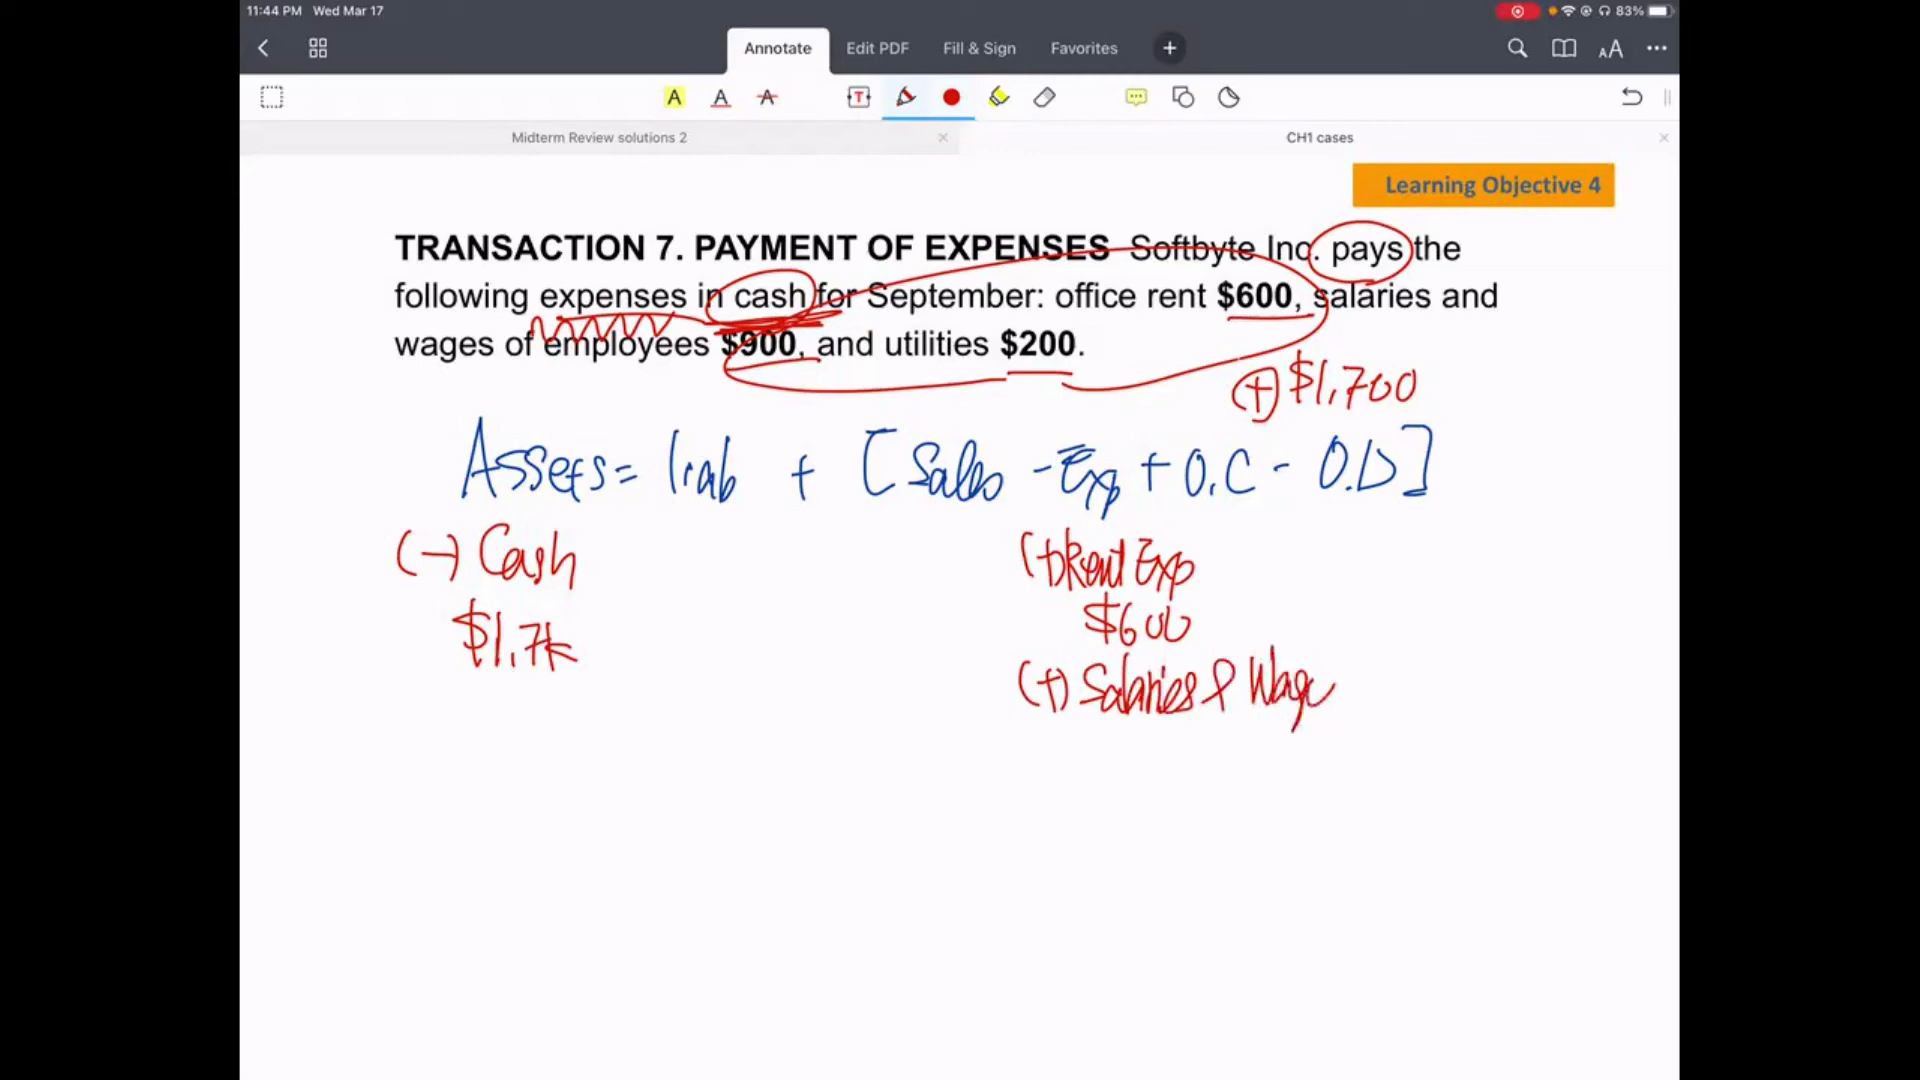 11:44 PM Wed Mar 17
83%
Annotate Edit PDF Fill & Sign Favorites
Midterm Review solutions 2
CH1 cases
Learning Objective 4
TRANSACTION 7. PAYMENT OF EXPENSES Softbyte Inc. pays the
following expenses in cash for September: office rent $600, salaries and
wages of employees $900, and utilities $200.
(+) $1,700
Assets = liab + [Sales - Exp + O.C - O.D]
(-) Cash
$1.7k
(+) Rent Exp
$600
(+) Salaries & Wage